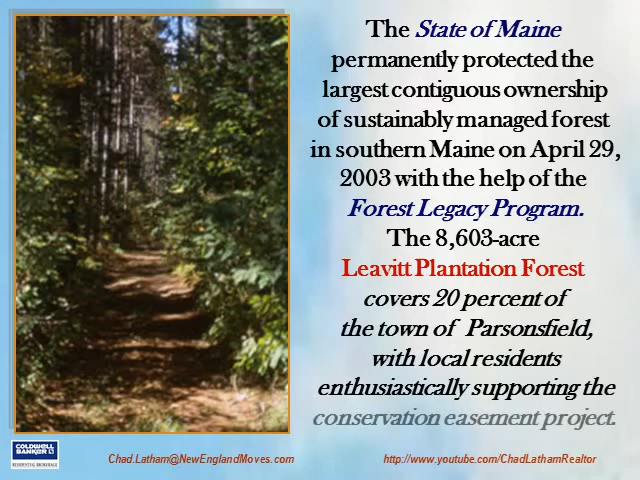 The State of Maine
permanently protected the
largest contiguous ownership
of sustainably managed forest
in southern Maine on April 29,
2003 with the help of the
Forest Legacy Program.
The 8,603-acre
Leavitt Plantation Forest
covers 20 percent of
the town of Parsonsfield,
with local residents
enthusiastically supporting the
conservation easement project.
COLDWELL
BANKER
RESIDENTIAL BROKERAGE
Chad.Latham@NewEnglandMoves.com
http://www.youtube.com/ChadLathamRealtor